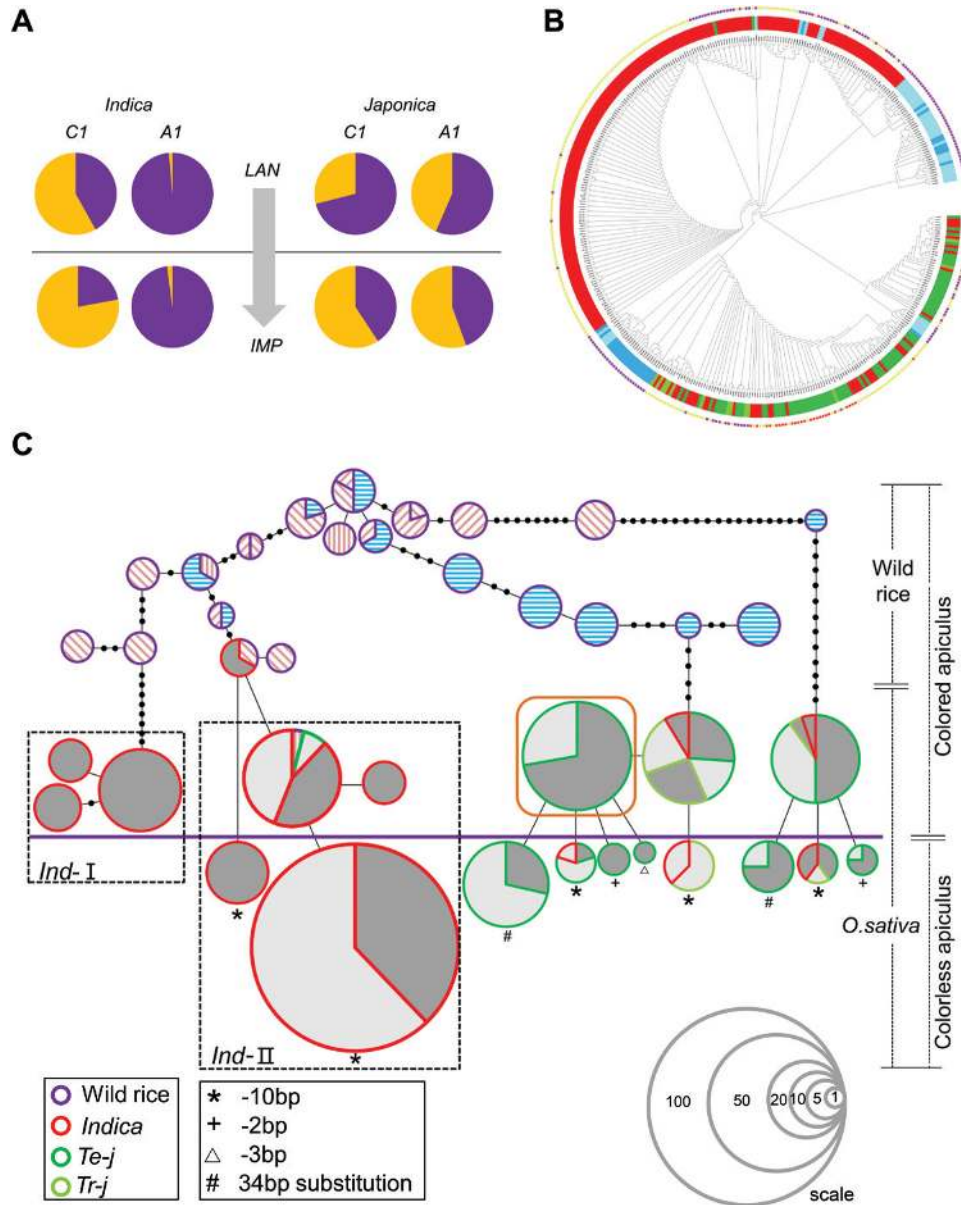 A
Indica
C1 A1
Japonica
C1 A1
LAN
IMP
B
C
Wild rice
Colored apiculus
Ind-I
O.sativa
Colorless apiculus
*
*
#
*
+
△
*
#
*
+
Ind-II
Wild rice
Indica
Te-j
Tr-j
* -10bp
+ -2bp
△ -3bp
# 34bp substitution
100 50 20 10 5 1
scale